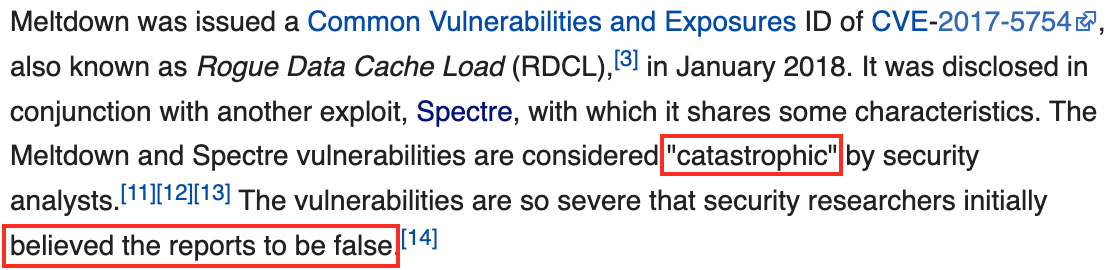 Meltdown was issued a Common Vulnerabilities and Exposures ID of CVE-2017-5754,
also known as Rogue Data Cache Load (RDCL),[3] in January 2018. It was disclosed in
conjunction with another exploit, Spectre, with which it shares some characteristics. The
Meltdown and Spectre vulnerabilities are considered "catastrophic" by security
analysts.[11][12][13] The vulnerabilities are so severe that security researchers initially
believed the reports to be false.[14]